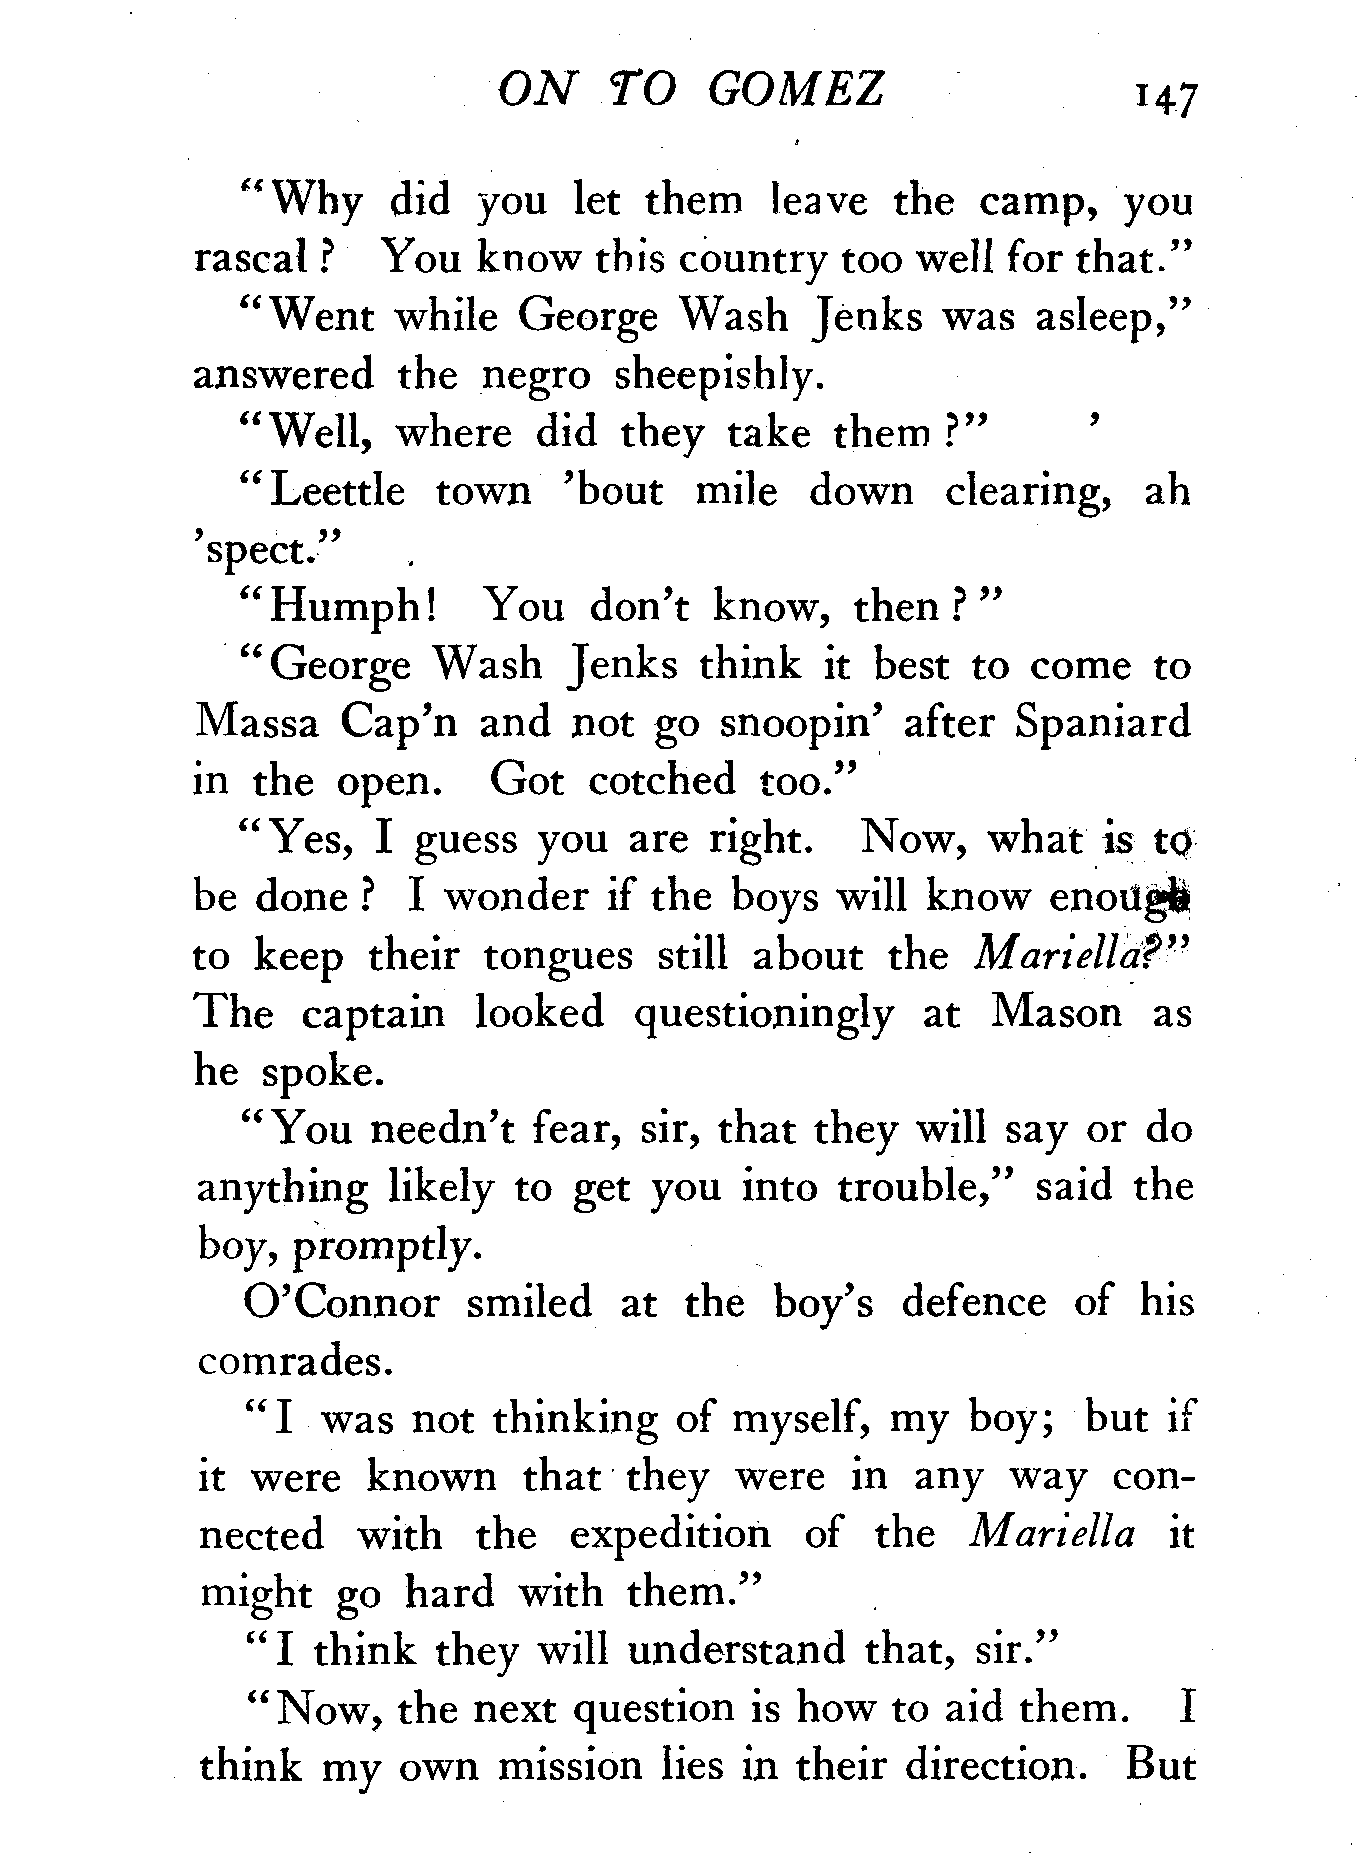 ON TO GOMEZ 147
"Why did you let them leave the camp, you
rascal? You know this country too well for that."
"Went while George Wash Jenks was asleep,"
answered the negro sheepishly.
"Well, where did they take them?"
"Leettle town 'bout mile down clearing, ah
'spect."
"Humph! You don't know, then?"
"George Wash Jenks think it best to come to
Massa Cap'n and not go snoopin' after Spaniard
in the open. Got cotched too."
"Yes, I guess you are right. Now, what is to
be done? I wonder if the boys will know enough
to keep their tongues still about the Mariella?"
The captain looked questioningly at Mason as
he spoke.
"You needn't fear, sir, that they will say or do
anything likely to get you into trouble," said the
boy, promptly.
O'Connor smiled at the boy's defence of his
comrades.
"I was not thinking of myself, my boy; but if
it were known that they were in any way con-
nected with the expedition of the Mariella it
might go hard with them."
"I think they will understand that, sir."
"Now, the next question is how to aid them. I
think my own mission lies in their direction. But